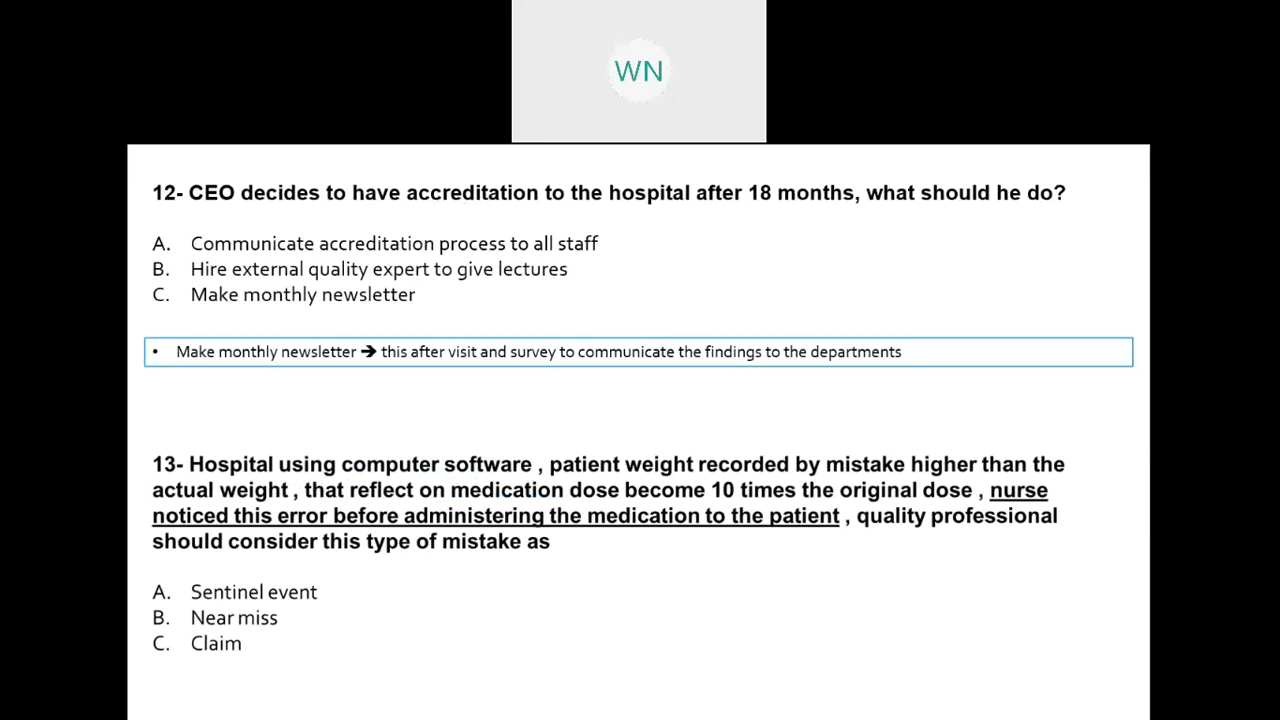 WN
12- CEO decides to have accreditation to the hospital after 18 months, what should he do?
A. Communicate accreditation process to all staff
B. Hire external quality expert to give lectures
C. Make monthly newsletter
• Make monthly newsletter ➔ this after visit and survey to communicate the findings to the departments
13- Hospital using computer software , patient weight recorded by mistake higher than the
actual weight , that reflect on medication dose become 10 times the original dose , nurse
noticed this error before administering the medication to the patient , quality professional
should consider this type of mistake as
A. Sentinel event
B. Near miss
C. Claim